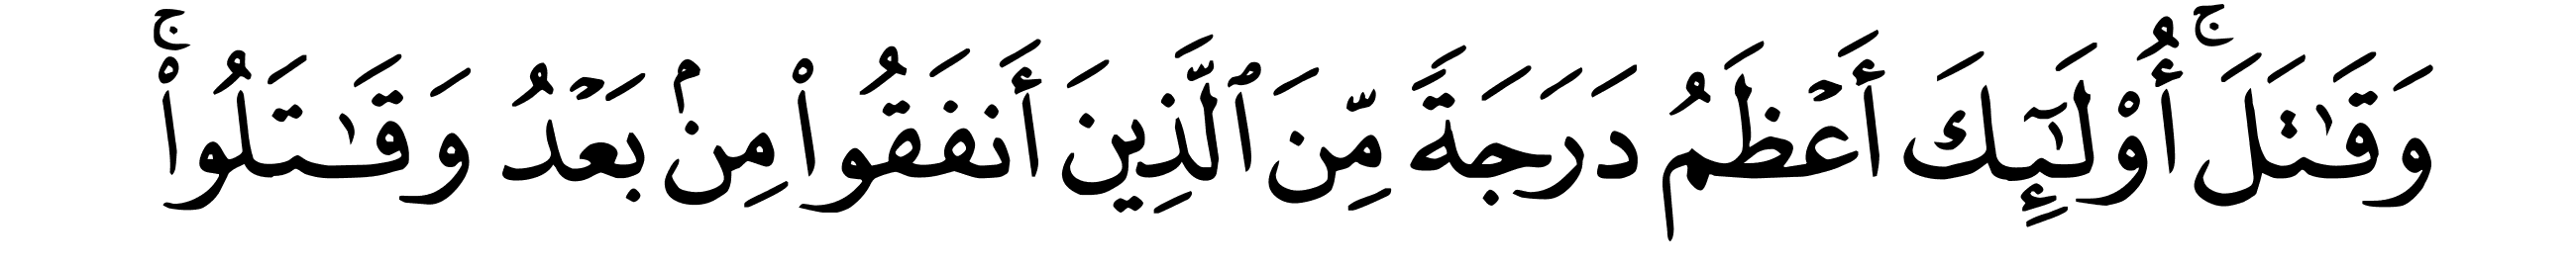 وَقَـٰتَلَ ۚ أُو۟لَـٰٓئِكَ أَعْظَمُ دَرَجَةً مِّنَ ٱلَّذِينَ أَنفَقُوا۟ مِنۢ بَعْدُ وَقَـٰتَلُوا۟ ۚ